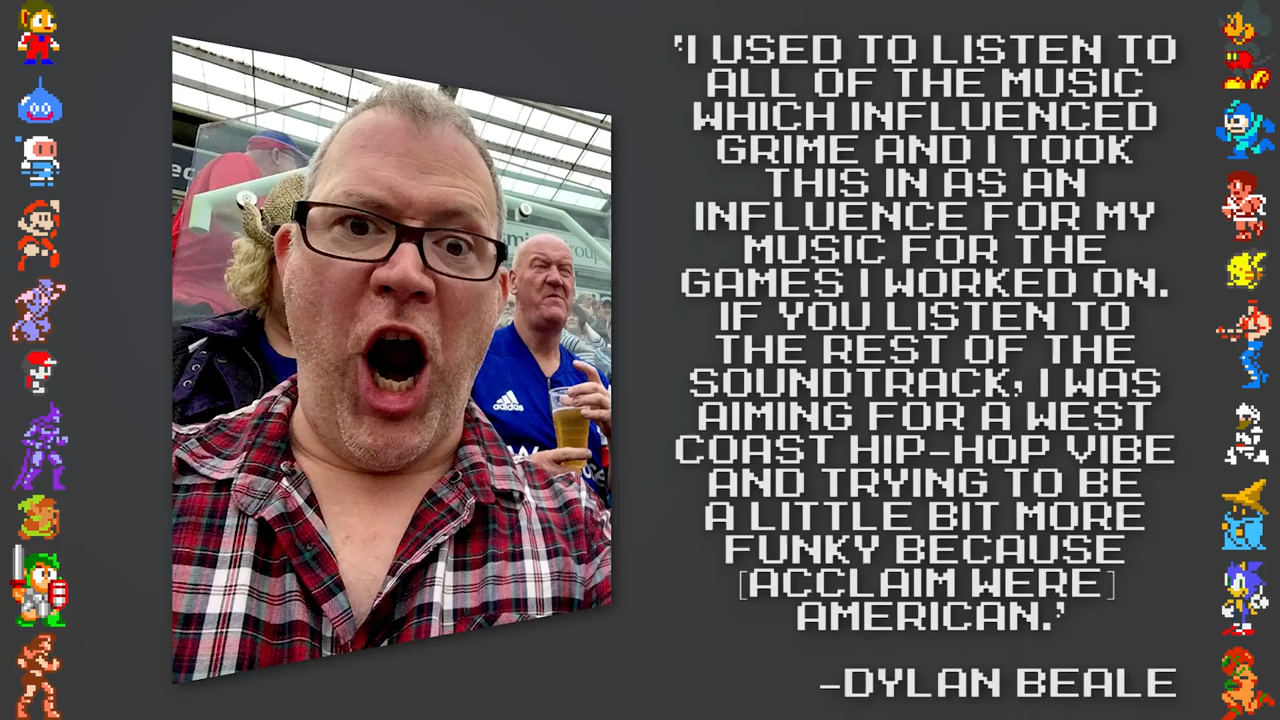 'I USED TO LISTEN TO
ALL OF THE MUSIC
WHICH INFLUENCED
GRIME AND I TOOK
THIS IN AS AN
INFLUENCE FOR MY
MUSIC FOR THE
GAMES I WORKED ON.
IF YOU LISTEN TO
THE REST OF THE
SOUNDTRACK, I WAS
AIMING FOR A WEST
COAST HIP-HOP VIBE
AND TRYING TO BE
A LITTLE BIT MORE
FUNKY BECAUSE
[ACCLAIM WERE]
AMERICAN.'
-DYLAN BEALE
adidas